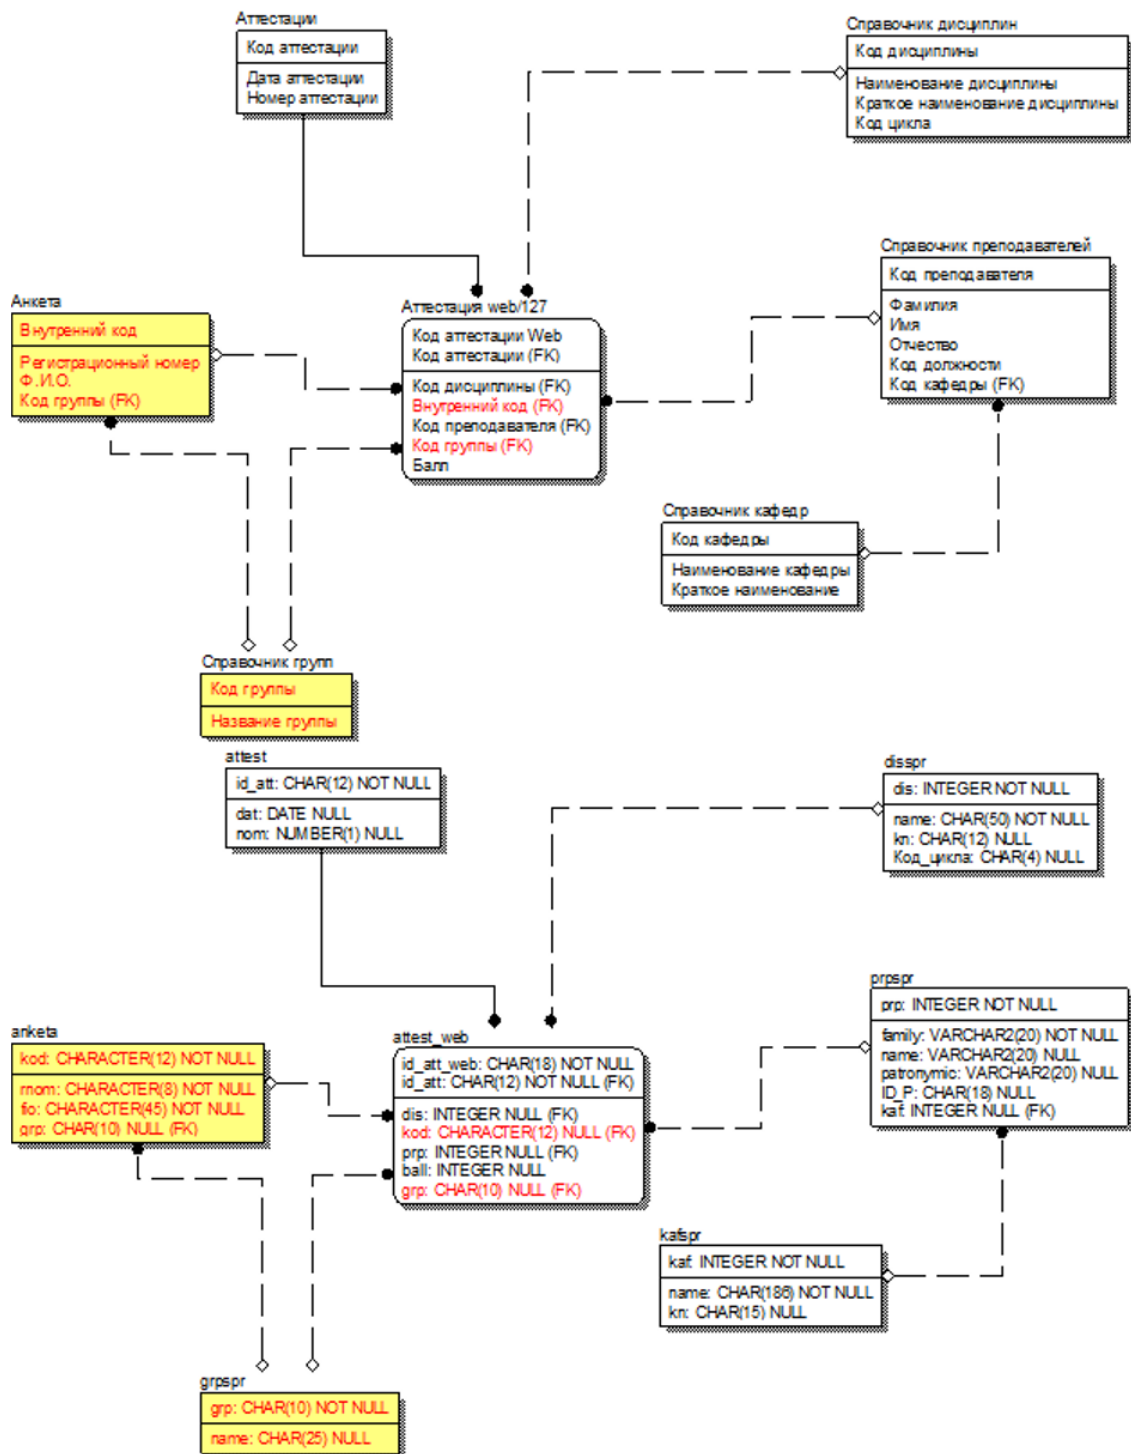 Аттестации
Код аттестации
Дата аттестации
Номер аттестации
Справочник дисциплин
Код дисциплины
Наименование дисциплины
Краткое наименование дисциплины
Код цикла
Справочник преподавателей
Код преподавателя
Фамилия
Имя
Отчество
Код должности
Код кафедры (FK)
Анкета
Внутренний код
Регистрационный номер
Ф.И.О.
Код группы (FK)
Аттестация web/127
Код аттестации Web
Код аттестации (FK)
Код дисциплины (FK)
Внутренний код (FK)
Код преподавателя (FK)
Код группы (FK)
Балл
Справочник кафедр
Код кафедры
Наименование кафедры
Краткое наименование
Справочник групп
Код группы
Название группы
attest
id_att: CHAR(12) NOT NULL
dat: DATE NULL
nom: NUMBER(1) NULL
disspr
dis: INTEGER NOT NULL
name: CHAR(50) NOT NULL
kn: CHAR(12) NULL
Код_цикла: CHAR(4) NULL
prpspr
prp: INTEGER NOT NULL
family: VARCHAR2(20) NOT NULL
name: VARCHAR2(20) NULL
patronymic: VARCHAR2(20) NULL
ID_P: CHAR(18) NULL
kaf: INTEGER NULL (FK)
anketa
kod: CHARACTER(12) NOT NULL
rnom: CHARACTER(8) NOT NULL
fio: CHARACTER(45) NOT NULL
grp: CHAR(10) NULL (FK)
attest_web
id_att_web: CHAR(18) NOT NULL
id_att: CHAR(12) NOT NULL (FK)
dis: INTEGER NULL (FK)
kod: CHARACTER(12) NULL (FK)
prp: INTEGER NULL (FK)
ball: INTEGER NULL
grp: CHAR(10) NULL (FK)
kafspr
kaf: INTEGER NOT NULL
name: CHAR(186) NOT NULL
kn: CHAR(15) NULL
grpspr
grp: CHAR(10) NOT NULL
name: CHAR(25) NULL